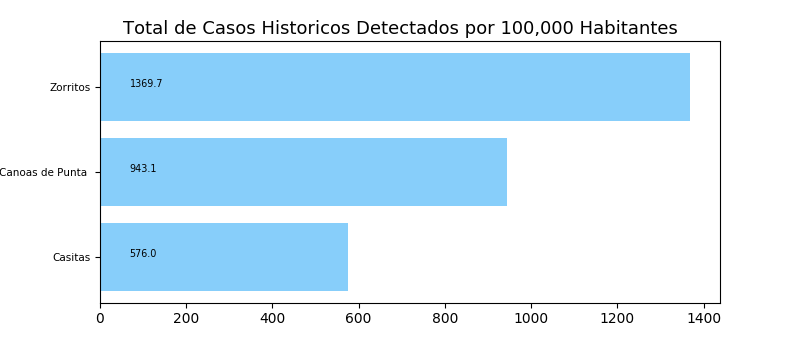 Total de Casos Historicos Detectados por 100,000 Habitantes
Zorritos
1369.7
Canoas de Punta
943.1
Casitas
576.0
0 200 400 600 800 1000 1200 1400